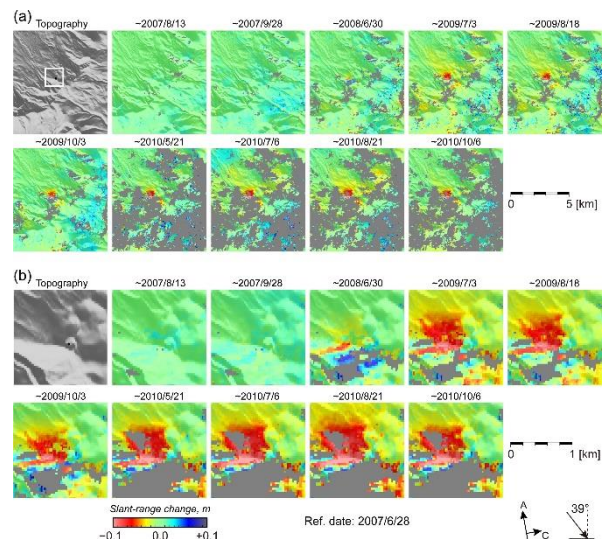 (a)
Topography ~2007/8/13 ~2007/9/28 ~2008/6/30 ~2009/7/3 ~2009/8/18
~2009/10/3 ~2010/5/21 ~2010/7/6 ~2010/8/21 ~2010/10/6
0 5 [km]
(b)
Topography ~2007/8/13 ~2007/9/28 ~2008/6/30 ~2009/7/3 ~2009/8/18
~2009/10/3 ~2010/5/21 ~2010/7/6 ~2010/8/21 ~2010/10/6
0 1 [km]
Slant-range change, m
−0.1 0.0 +0.1
Ref. date: 2007/6/28
A
C
39°